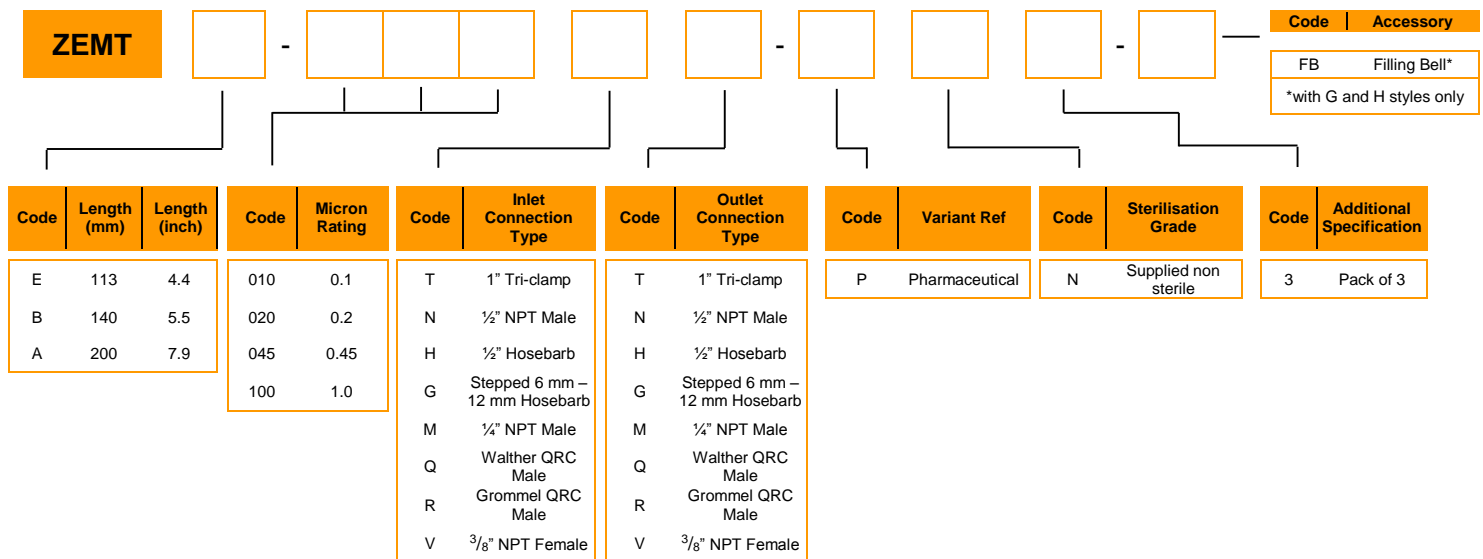 ZEMT - - -
Code Accessory
FB Filling Bell*
*with G and H styles only
Code Length (mm) Length (inch)
E 113 4.4
B 140 5.5
A 200 7.9
Code Micron Rating
010 0.1
020 0.2
045 0.45
100 1.0
Code Inlet Connection Type
T 1” Tri-clamp
N ½” NPT Male
H ½” Hosebarb
G Stepped 6 mm –
12 mm Hosebarb
M ¼” NPT Male
Q Walther QRC
Male
R Grommel QRC
Male
V 3/8” NPT Female
Code Outlet Connection Type
T 1” Tri-clamp
N ½” NPT Male
H ½” Hosebarb
G Stepped 6 mm –
12 mm Hosebarb
M ¼” NPT Male
Q Walther QRC
Male
R Grommel QRC
Male
V 3/8” NPT Female
Code Variant Ref
P Pharmaceutical
Code Sterilisation Grade
N Supplied non
sterile
Code Additional Specification
3 Pack of 3